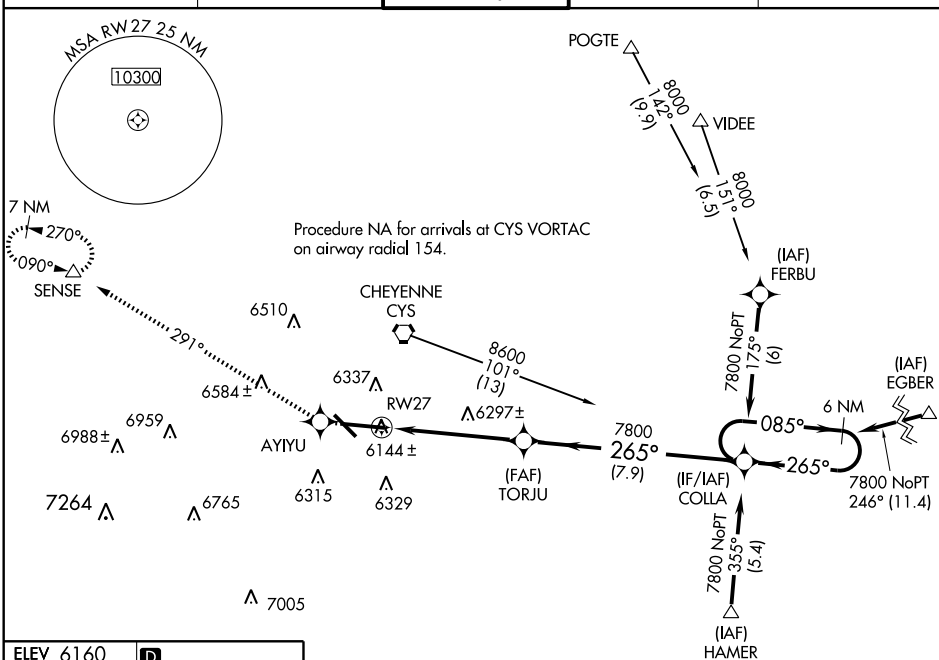 MSA RW27 25 NM
10300
POGTE
8000
142°
(9.9)
VIDEE
8000
151°
(6.5)
7 NM
270°
090°
SENSE
Procedure NA for arrivals at CYS VORTAC
on airway radial 154.
(IAF)
FERBU
CHEYENNE
CYS
6510
291°
8600
101°
(13)
7800 NoPT
175°
(6)
(IAF)
EGBER
6584±
6337
RW27
6297±
6 NM
085°
6959
6988±
AYIYU
6144±
7800
265°
(7.9)
265°
(FAF)
TORJU
(IF/IAF)
COLLA
7800 NoPT
246° (11.4)
7264
6765
6315
6329
7800 NoPT
355°
(5.4)
7005
(IAF)
HAMER
ELEV 6160
D